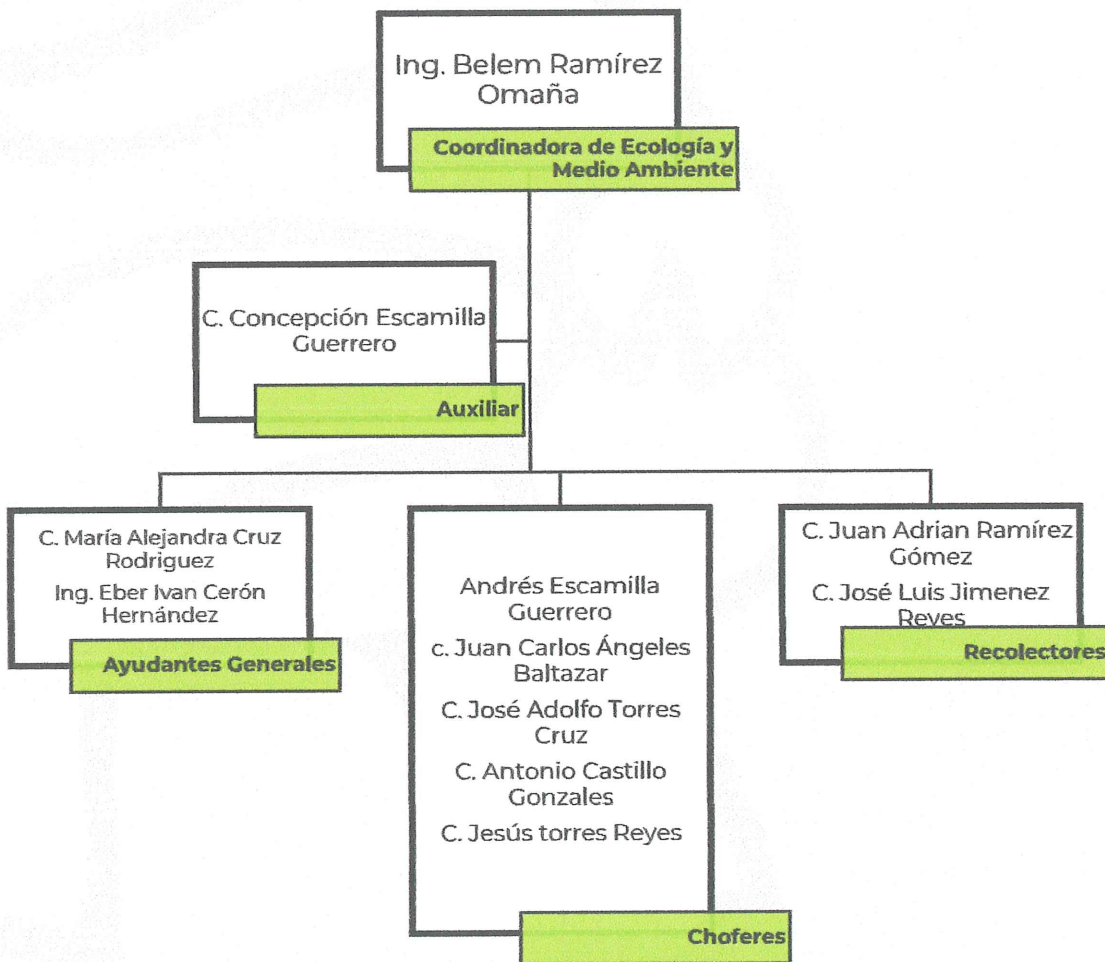 Ing. Belem Ramírez
Omaña
Coordinadora de Ecología y
Medio Ambiente
C. Concepción Escamilla
Guerrero
Auxiliar
C. María Alejandra Cruz
Rodriguez
Ing. Eber Ivan Cerón
Hernández
Ayudantes Generales
Andrés Escamilla
Guerrero
c. Juan Carlos Ángeles
Baltazar
C. José Adolfo Torres
Cruz
C. Antonio Castillo
Gonzales
C. Jesús torres Reyes
Choferes
C. Juan Adrian Ramírez
Gómez
C. José Luis Jimenez
Reyes
Recolectores